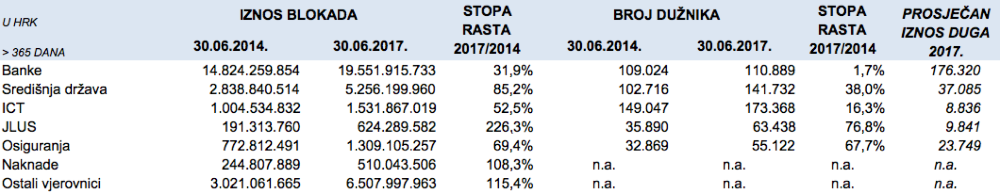 U HRK IZNOS BLOKADA STOPA RASTA 2017/2014 BROJ DUŽNIKA STOPA RASTA 2017/2014 PROSJEČAN IZNOS DUGA 2017.
> 365 DANA 30.06.2014. 30.06.2017. 30.06.2014. 30.06.2017.
Banke 14.824.259.854 19.551.915.733 31,9% 109.024 110.889 1,7% 176.320
Središnja država 2.838.840.514 5.256.199.960 85,2% 102.716 141.732 38,0% 37.085
ICT 1.004.534.832 1.531.867.019 52,5% 149.047 173.368 16,3% 8.836
JLUS 191.313.760 624.289.582 226,3% 35.890 63.438 76,8% 9.841
Osiguranja 772.812.491 1.309.105.257 69,4% 32.869 55.122 67,7% 23.749
Naknade 244.807.889 510.043.506 108,3% n.a. n.a. n.a. n.a.
Ostali vjerovnici 3.021.061.665 6.507.997.963 115,4% n.a. n.a. n.a. n.a.